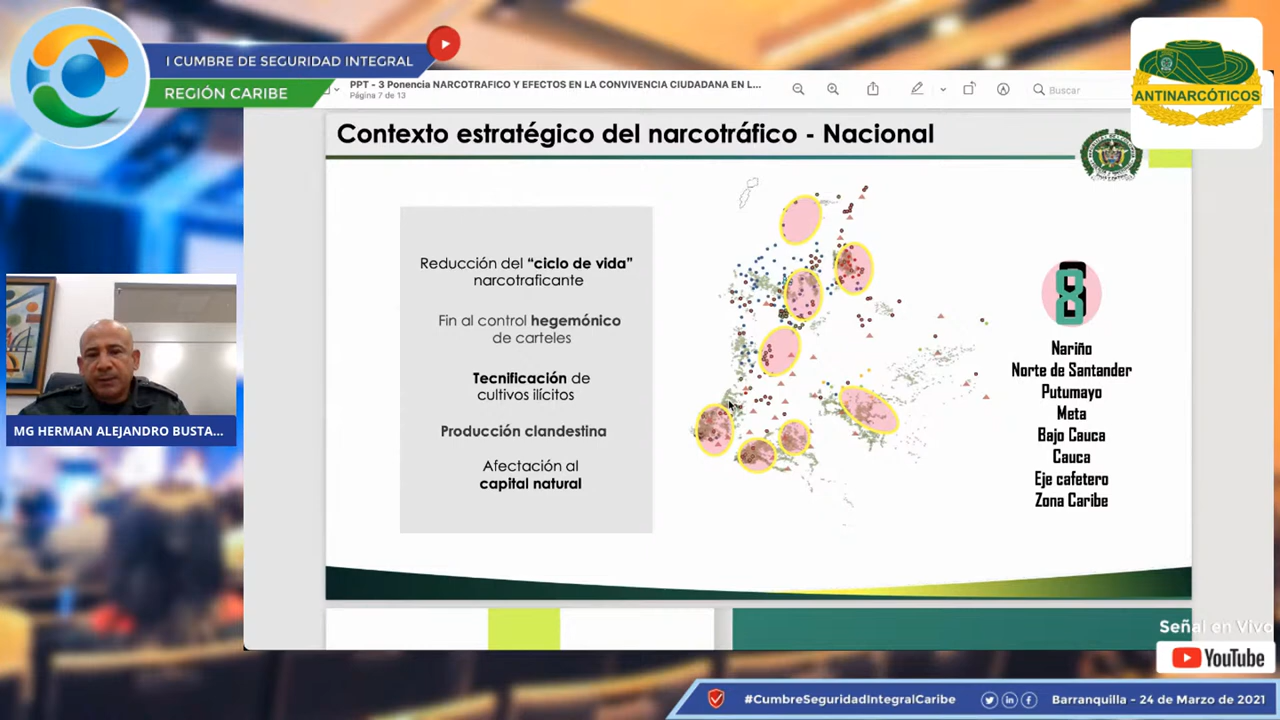 I CUMBRE DE SEGURIDAD INTEGRAL
REGIÓN CARIBE
PPT - 3 Ponencia NARCOTRAFICO Y EFECTOS EN LA CONVIVENCIA CIUDADANA EN L...
Página 7 de 13
Buscar
ANTINARCÓTICOS
Contexto estratégico del narcotráfico - Nacional
Reducción del “ciclo de vida”
narcotraficante
Fin al control hegemónico
de carteles
Tecnificación de
cultivos ilícitos
Producción clandestina
Afectación al
capital natural
8
Nariño
Norte de Santander
Putumayo
Meta
Bajo Cauca
Cauca
Eje cafetero
Zona Caribe
MG HERMAN ALEJANDRO BUSTA...
Señal en Vivo
YouTube
#CumbreSeguridadIntegralCaribe
Barranquilla - 24 de Marzo de 2021